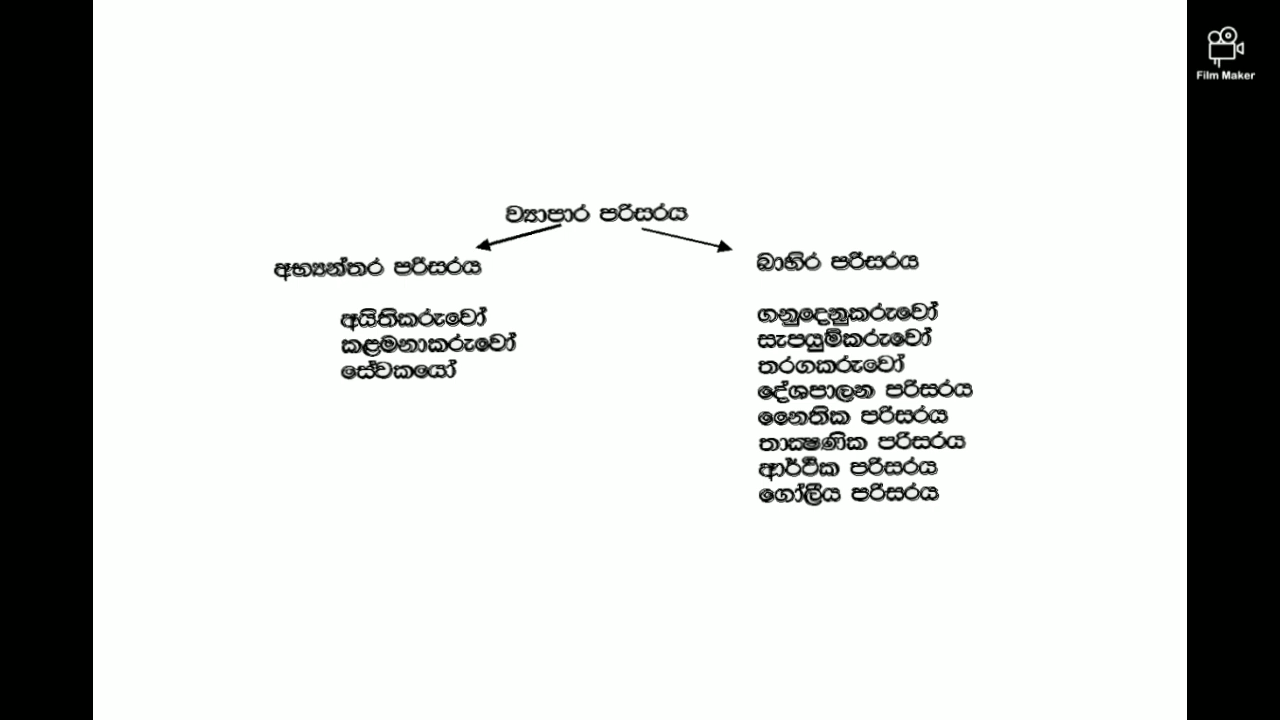 ව්‍යාපාර පරිසරය
අභ්‍යන්තර පරිසරය
අයිතිකරුවෝ
කළමනාකරුවෝ
සේවකයෝ
බාහිර පරිසරය
ගනුදෙනුකරුවෝ
සැපයුම්කරුවෝ
තරගකරුවෝ
දේශපාලන පරිසරය
නෛතික පරිසරය
තාක්‍ෂණික පරිසරය
ආර්ථික පරිසරය
ගෝලීය පරිසරය
Film Maker